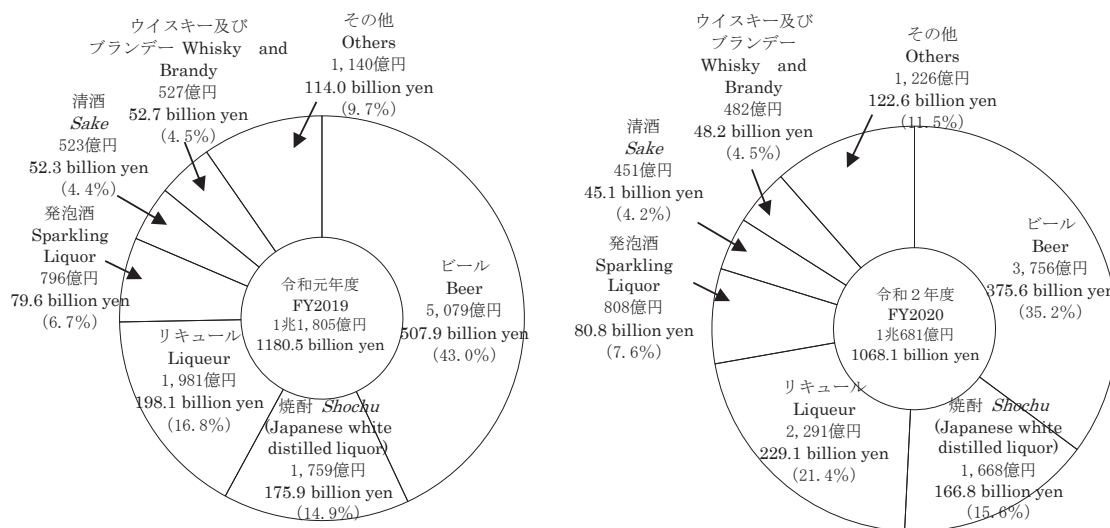 ウイスキー及び
ブランデー Whisky and
Brandy
527億円
52.7 billion yen
(4.5%)
その他
Others
1,140億円
114.0 billion yen
(9.7%)
清酒
Sake
523億円
52.3 billion yen
(4.4%)
発泡酒
Sparkling
Liquor
796億円
79.6 billion yen
(6.7%)
令和元年度
FY2019
1兆1,805億円
1180.5 billion yen
ビール
Beer
5,079億円
507.9 billion yen
(43.0%)
リキュール
Liqueur
1,981億円
198.1 billion yen
(16.8%)
焼酎 Shochu
(Japanese white
distilled liquor)
1,759億円
175.9 billion yen
(14.9%)
ウイスキー及び
ブランデー
Whisky and
Brandy
482億円
48.2 billion yen
(4.5%)
その他
Others
1,226億円
122.6 billion yen
(11.5%)
清酒
Sake
451億円
45.1 billion yen
(4.2%)
発泡酒
Sparkling
Liquor
808億円
80.8 billion yen
(7.6%)
令和２年度
FY2020
1兆681億円
1068.1 billion yen
ビール
Beer
3,756億円
375.6 billion yen
(35.2%)
リキュール
Liqueur
2,291億円
229.1 billion yen
(21.4%)
焼酎 Shochu
(Japanese white
distilled liquor)
1,668億円
166.8 billion yen
(15.6%)